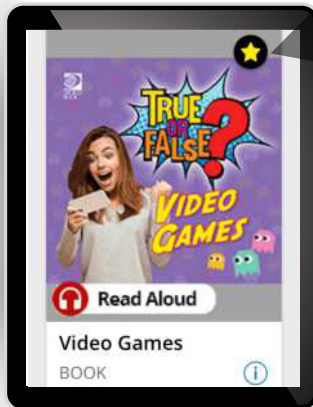 TRUE
OR
FALSE?
VIDEO
GAMES
Read Aloud
Video Games
BOOK
i